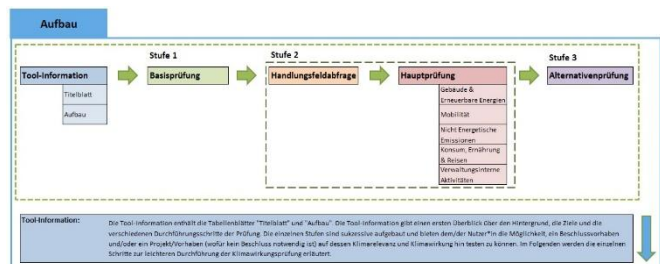 Aufbau
Stufe 1
Stufe 2
Stufe 3
Tool-Information
Basisprüfung
Handlungsfeldabfrage
Hauptprüfung
Alternativenprüfung
Titelblatt
Aufbau
Gebäude &
Erneuerbare Energien
Mobilität
Nicht Energetische
Emissionen
Konsum, Ernährung
& Reisen
Verwaltungsinterne
Aktivitäten
Tool-Information:
Die Tool-Information enthält die Tabellenblätter "Titelblatt" und "Aufbau". Die Tool-Information gibt einen ersten Überblick über den Hintergrund, die Ziele und die
verschiedenen Durchführungsschritte der Prüfung. Die einzelnen Stufen sind sukzessive aufgebaut und bieten dem/der Nutzer*in die Möglichkeit, ein Beschlussvorhaben
und/oder ein Projekt/Vorhaben (wofür kein Beschluss notwendig ist) auf dessen Klimarelevanz und Klimawirkung hin testen zu können. Im Folgenden werden die einzelnen
Schritte zur leichteren Durchführung der Klimawirkungsprüfung erläutert.